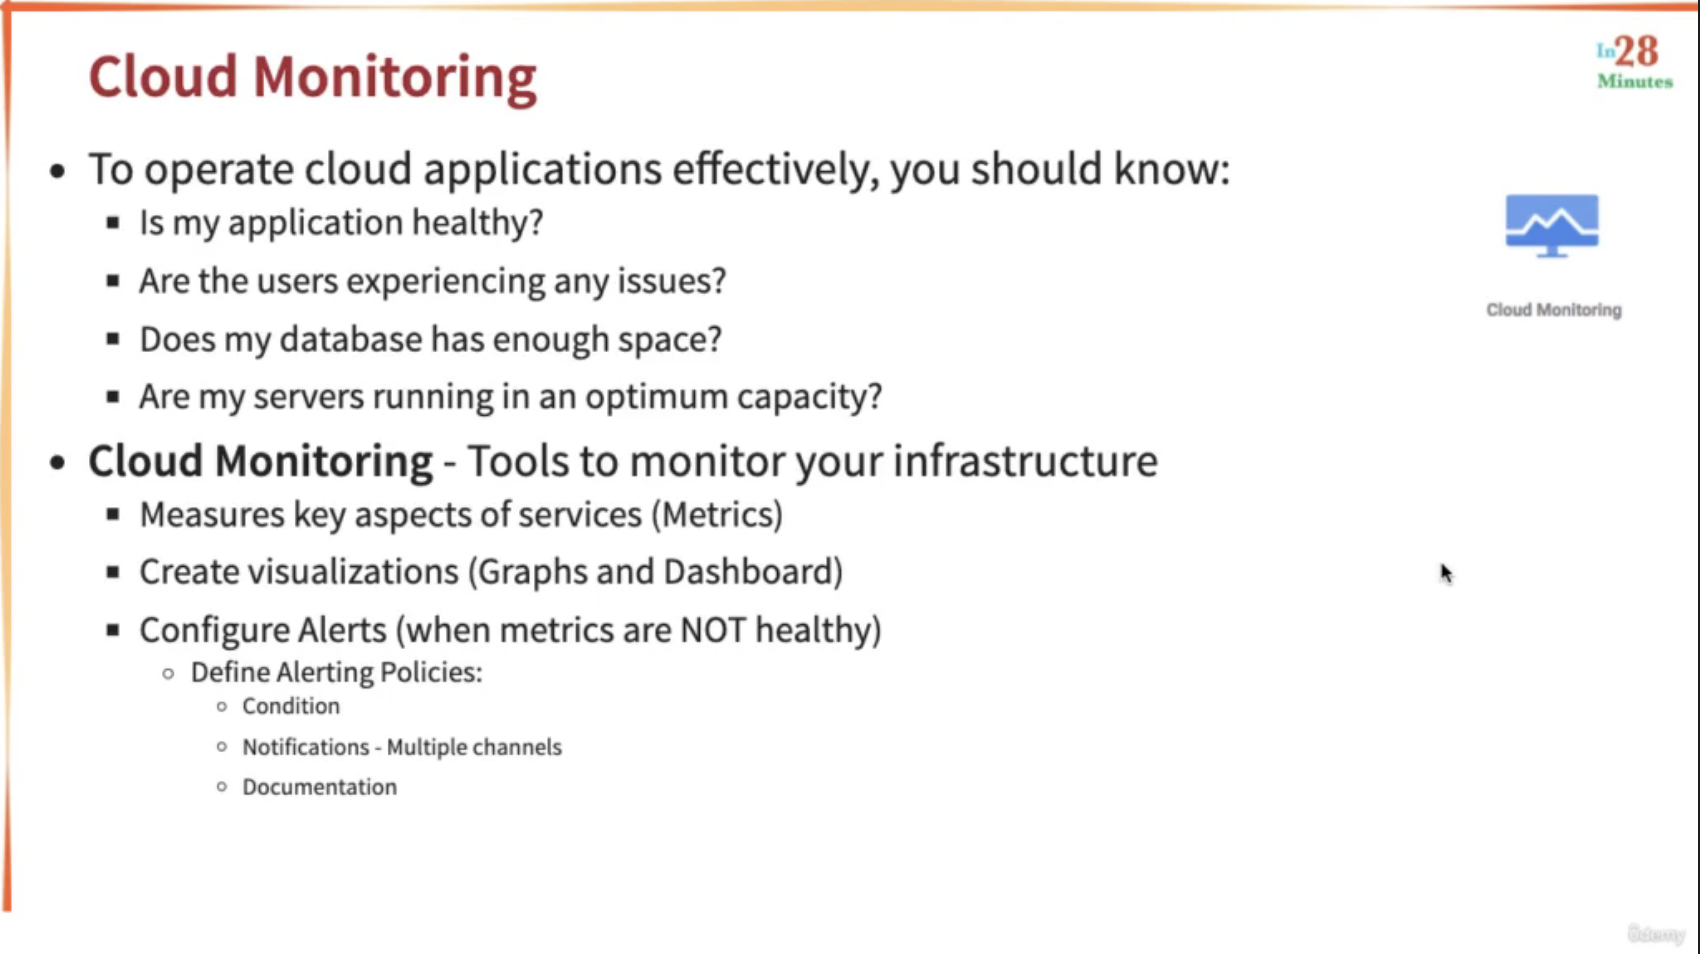 Cloud Monitoring
In28
Minutes
• To operate cloud applications effectively, you should know:
▪ Is my application healthy?
▪ Are the users experiencing any issues?
▪ Does my database has enough space?
▪ Are my servers running in an optimum capacity?
Cloud Monitoring
• Cloud Monitoring - Tools to monitor your infrastructure
▪ Measures key aspects of services (Metrics)
▪ Create visualizations (Graphs and Dashboard)
▪ Configure Alerts (when metrics are NOT healthy)
○ Define Alerting Policies:
○ Condition
○ Notifications - Multiple channels
○ Documentation
ûdemy